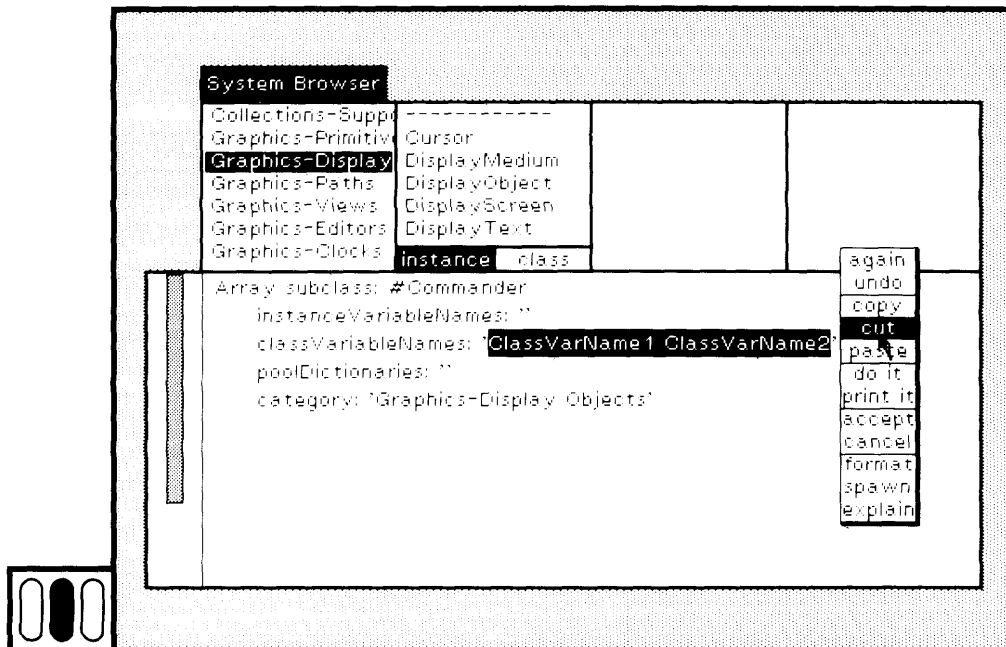 System Browser
Collections-Suppo
Graphics-Primitive
Graphics-Display
Graphics-Paths
Graphics-Views
Graphics-Editors
Graphics-Clocks
------------
Cursor
DisplayMedium
DisplayObject
DisplayScreen
DisplayText
instance class
Array subclass: #Commander
instanceVariableNames: ''
classVariableNames: 'ClassVarName1 ClassVarName2'
poolDictionaries: ''
category: 'Graphics-Display Objects'
again
undo
copy
cut
paste
do it
print it
accept
cancel
format
spawn
explain